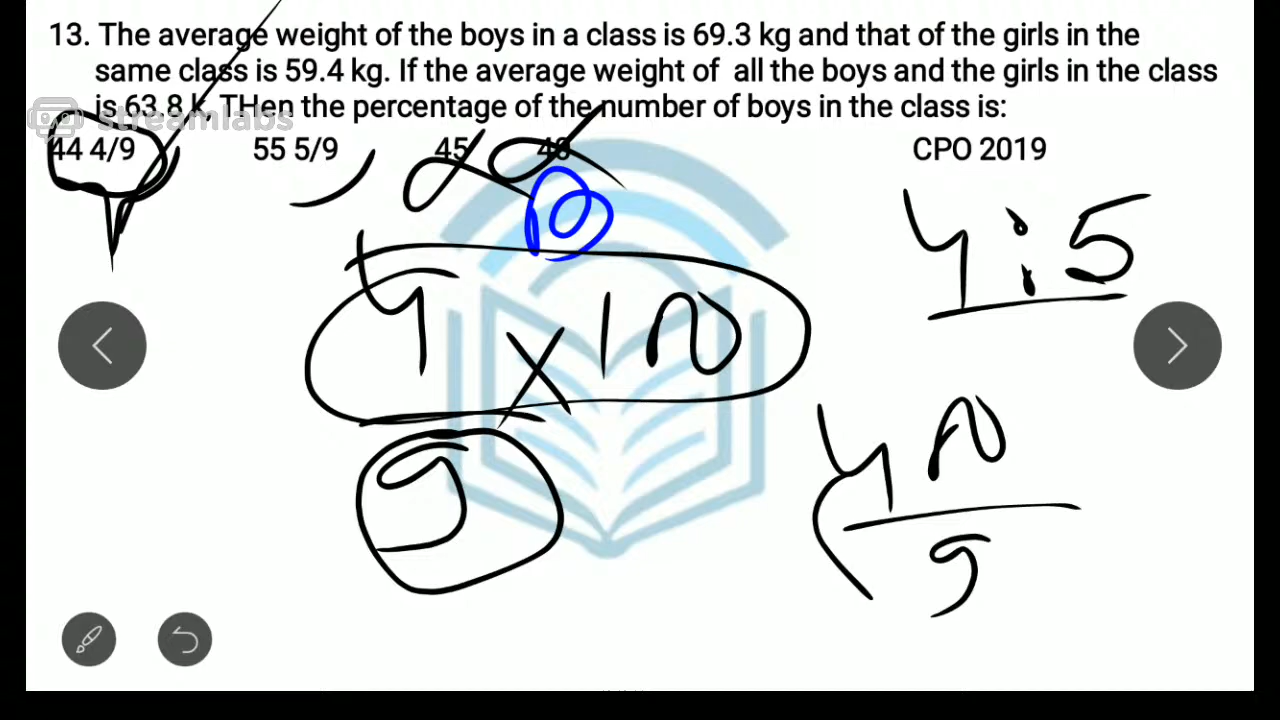 13. The average weight of the boys in a class is 69.3 kg and that of the girls in the
same class is 59.4 kg. If the average weight of all the boys and the girls in the class
is 63.8 k, THen the percentage of the number of boys in the class is:
streamlabs
44 4/9 55 5/9 45 40 CPO 2019
4 : 5
4 × 100
9
400
9